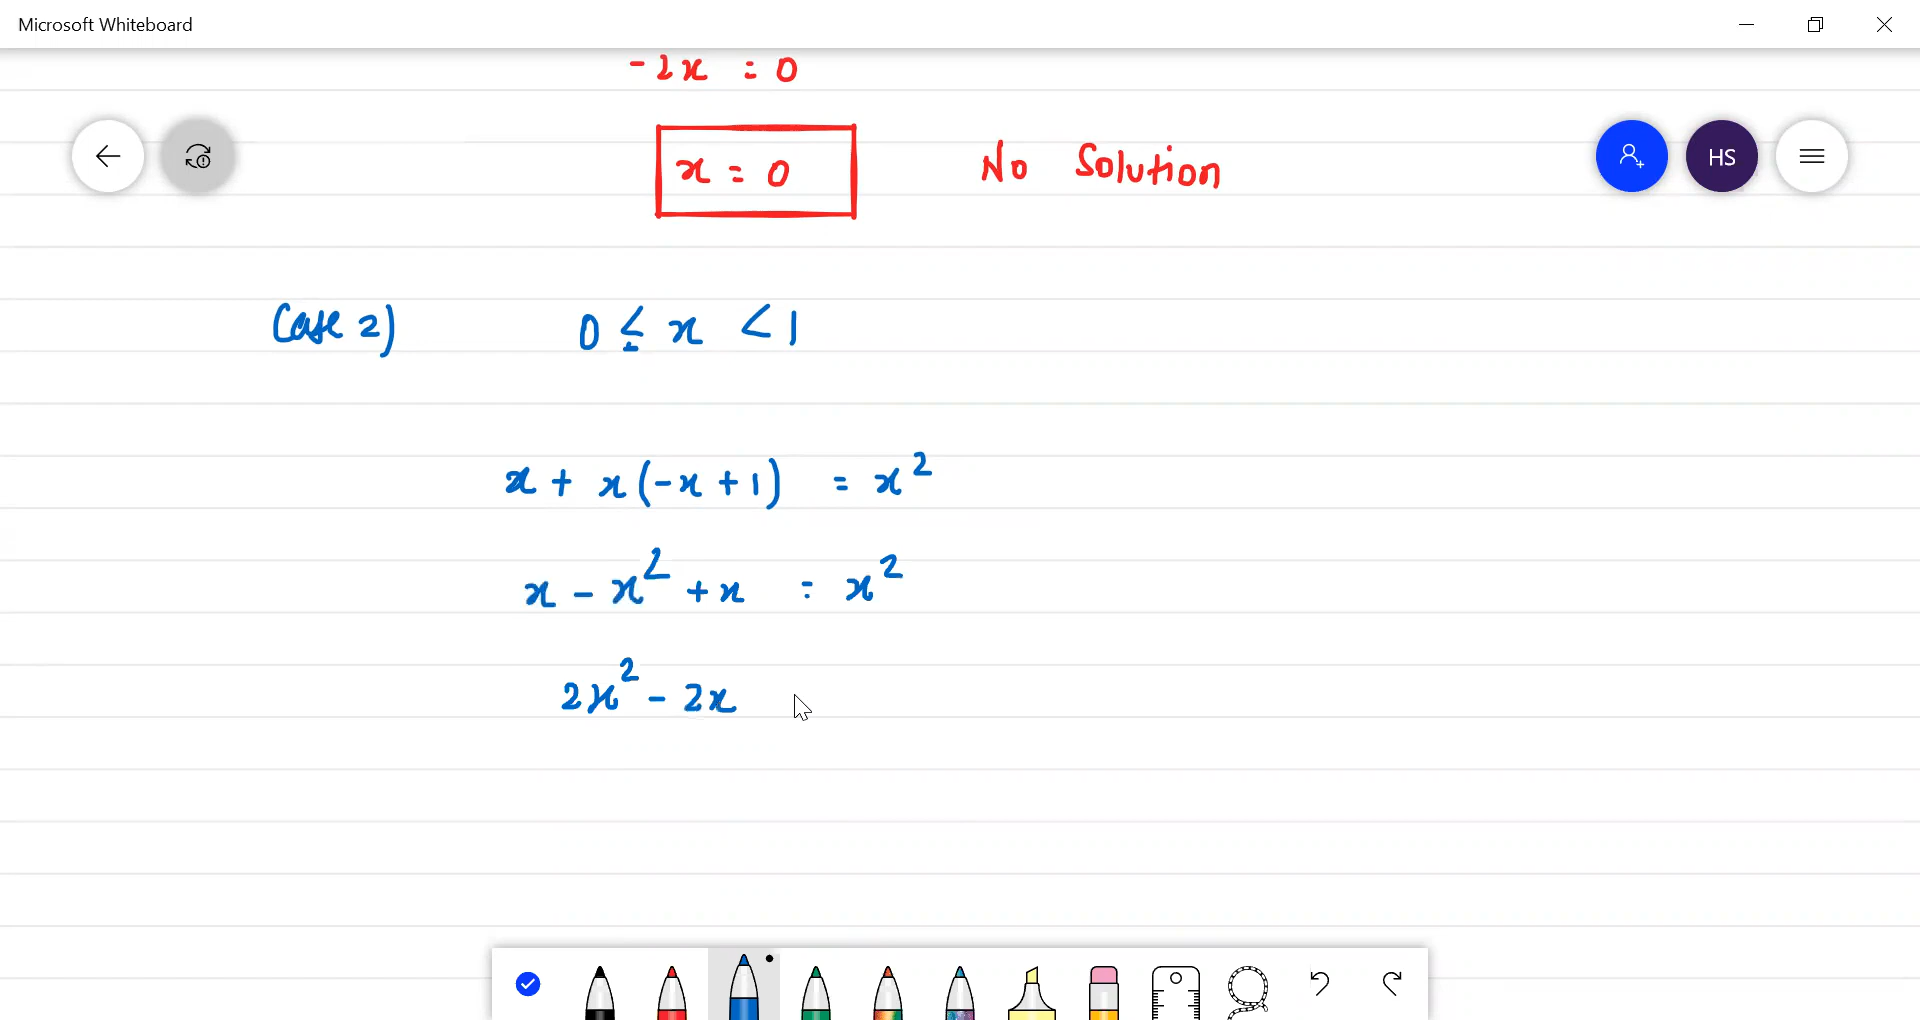 Microsoft Whiteboard
-2x = 0
x = 0 No Solution
HS
Case 2) 0 ≤ x < 1
x + x(-x + 1) = x²
x - x² + x = x²
2x² - 2x